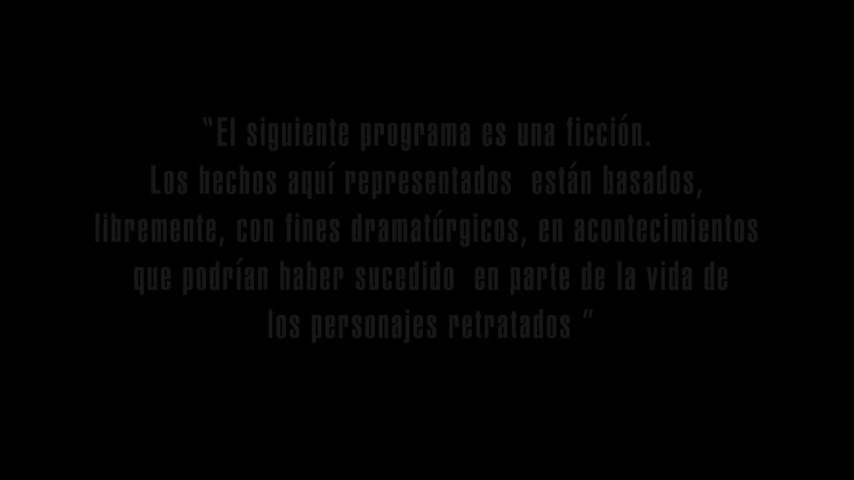 “El siguiente programa es una ficción.
Los hechos aquí representados están basados,
libremente, con fines dramatúrgicos, en acontecimientos
que podrían haber sucedido en parte de la vida de
los personajes retratados ”